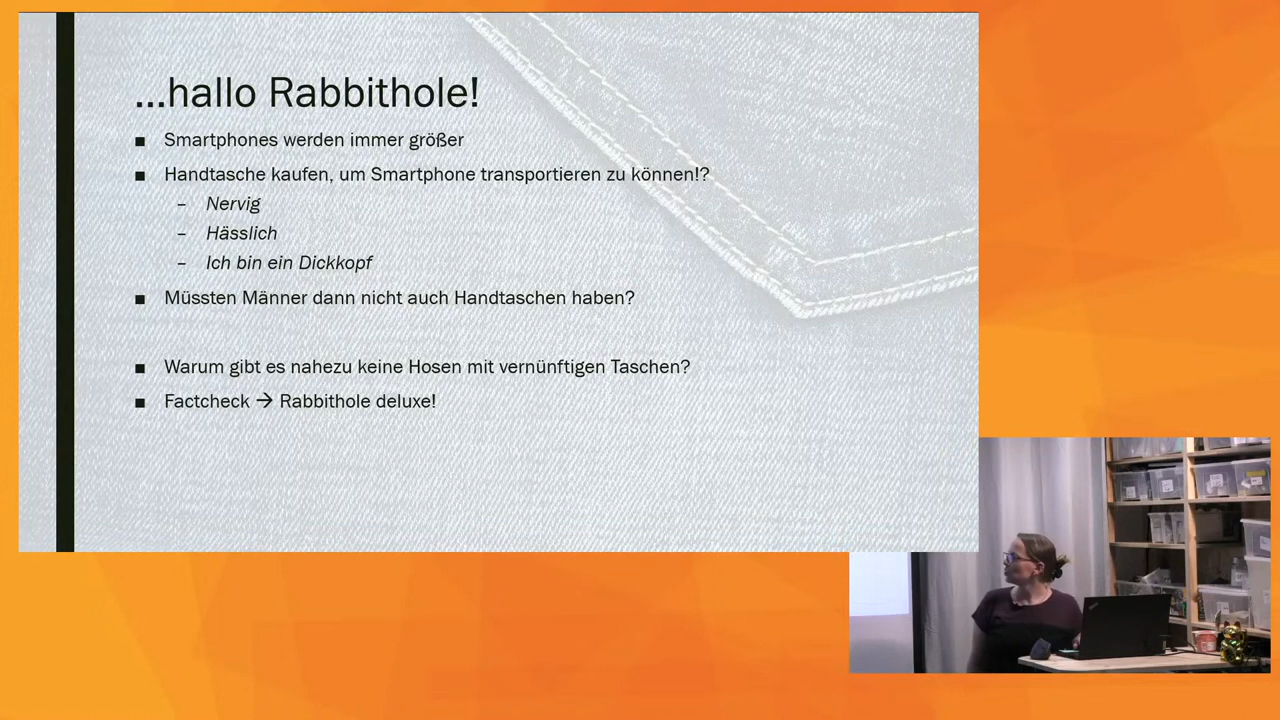 ...hallo Rabbithole!
■ Smartphones werden immer größer
■ Handtasche kaufen, um Smartphone transportieren zu können!?
– Nervig
– Hässlich
– Ich bin ein Dickkopf
■ Müssten Männer dann nicht auch Handtaschen haben?
■ Warum gibt es nahezu keine Hosen mit vernünftigen Taschen?
■ Factcheck → Rabbithole deluxe!